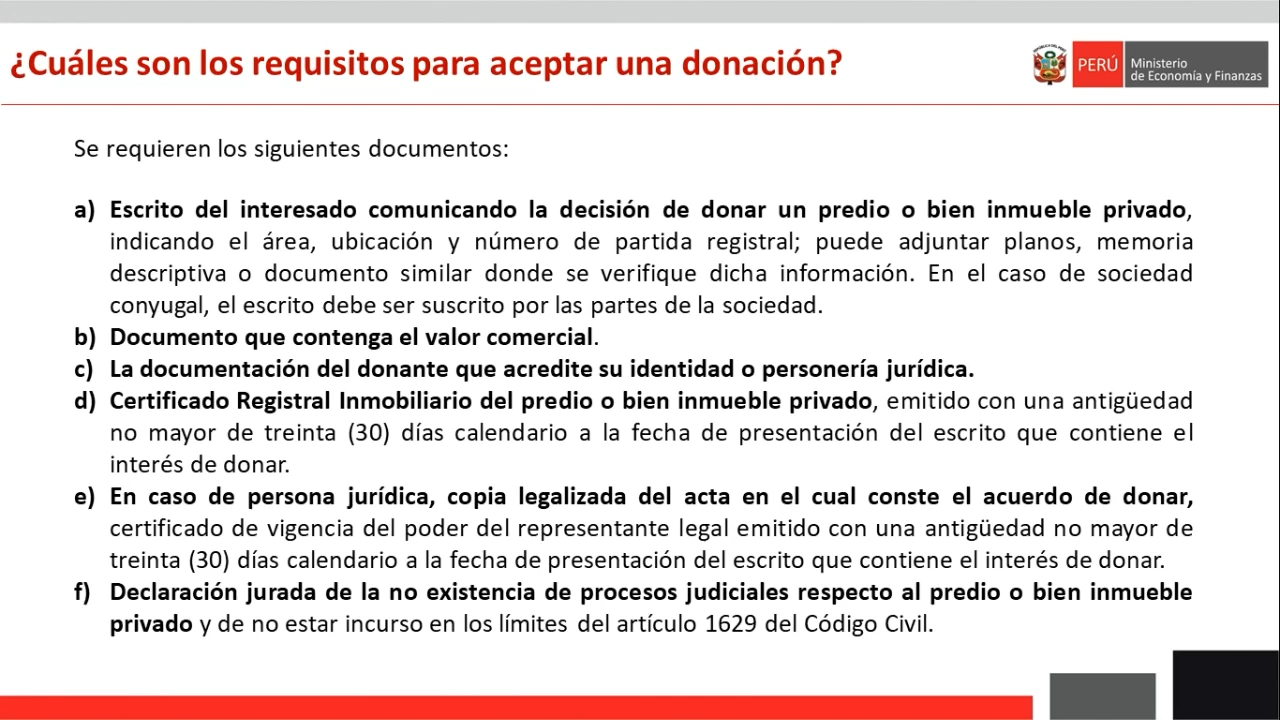 ¿Cuáles son los requisitos para aceptar una donación?
PERÚ
Ministerio
de Economía y Finanzas
Se requieren los siguientes documentos:
a) Escrito del interesado comunicando la decisión de donar un predio o bien inmueble privado,
indicando el área, ubicación y número de partida registral; puede adjuntar planos, memoria
descriptiva o documento similar donde se verifique dicha información. En el caso de sociedad
conyugal, el escrito debe ser suscrito por las partes de la sociedad.
b) Documento que contenga el valor comercial.
c) La documentación del donante que acredite su identidad o personería jurídica.
d) Certificado Registral Inmobiliario del predio o bien inmueble privado, emitido con una antigüedad
no mayor de treinta (30) días calendario a la fecha de presentación del escrito que contiene el
interés de donar.
e) En caso de persona jurídica, copia legalizada del acta en el cual conste el acuerdo de donar,
certificado de vigencia del poder del representante legal emitido con una antigüedad no mayor de
treinta (30) días calendario a la fecha de presentación del escrito que contiene el interés de donar.
f) Declaración jurada de la no existencia de procesos judiciales respecto al predio o bien inmueble
privado y de no estar incurso en los límites del artículo 1629 del Código Civil.